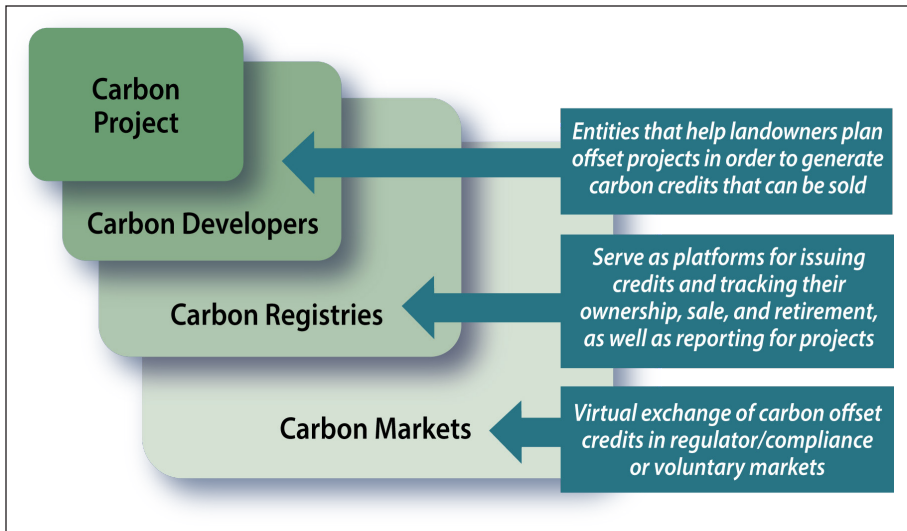 Carbon
Project
Entities that help landowners plan
offset projects in order to generate
carbon credits that can be sold
Carbon Developers
Serve as platforms for issuing
credits and tracking their
ownership, sale, and retirement,
as well as reporting for projects
Carbon Registries
Virtual exchange of carbon offset
credits in regulator/compliance
or voluntary markets
Carbon Markets